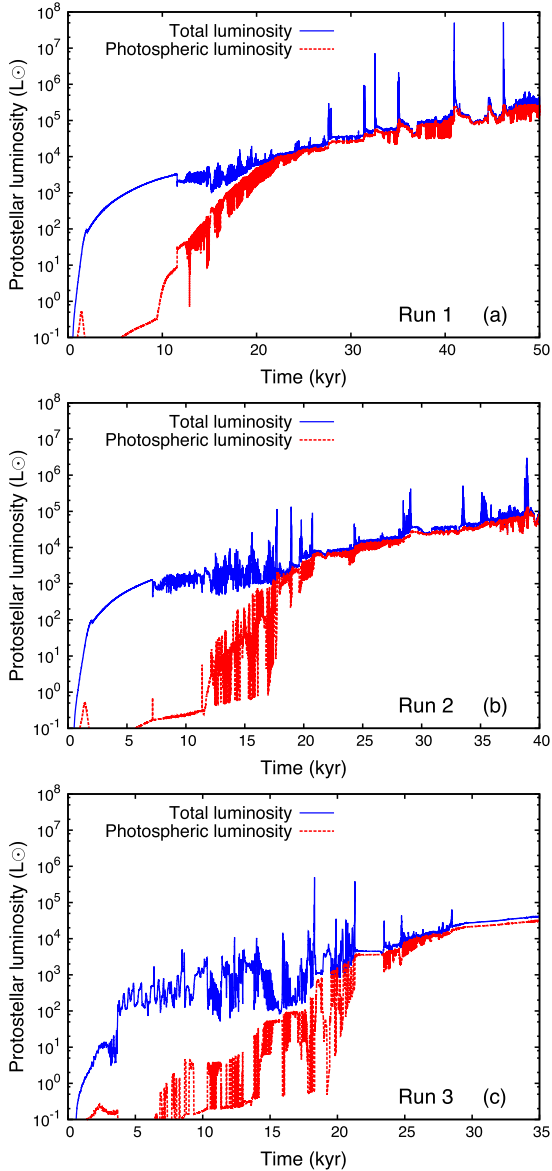 10^8
Total luminosity
Photospheric luminosity
10^7
10^6
10^5
10^4
10^3
10^2
10^1
10^0
10^-1
Protostellar luminosity (L☉)
Run 1 (a)
0 10 20 30 40 50
Time (kyr)
10^8
Total luminosity
Photospheric luminosity
10^7
10^6
10^5
10^4
10^3
10^2
10^1
10^0
10^-1
Protostellar luminosity (L☉)
Run 2 (b)
0 5 10 15 20 25 30 35 40
Time (kyr)
10^8
Total luminosity
Photospheric luminosity
10^7
10^6
10^5
10^4
10^3
10^2
10^1
10^0
10^-1
Protostellar luminosity (L☉)
Run 3 (c)
0 5 10 15 20 25 30 35
Time (kyr)